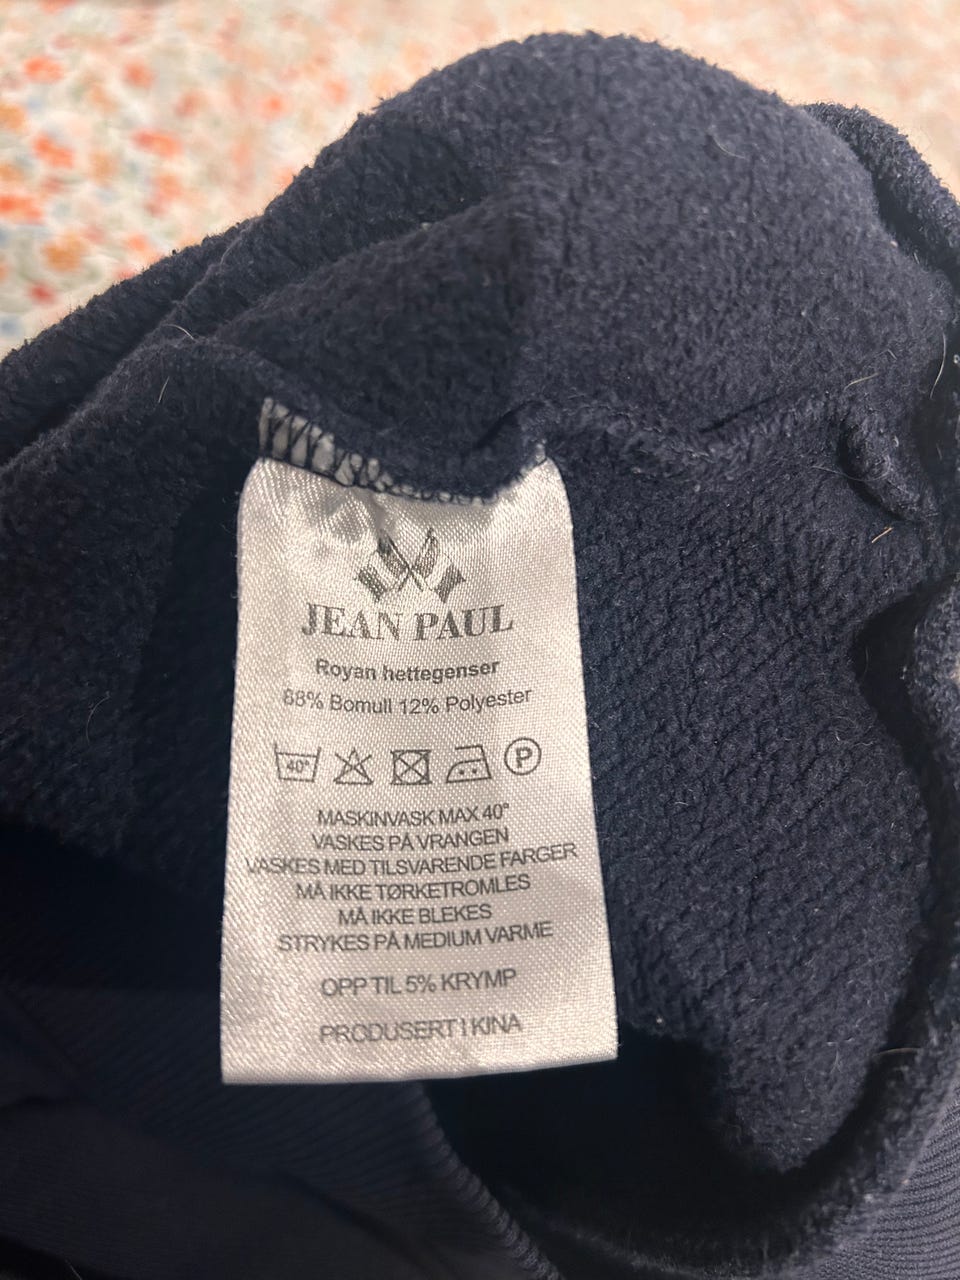 JEAN PAUL
Royan hettegenser
88% Bomull 12% Polyester
40° P
MASKINVASK MAX 40°
VASKES PÅ VRANGEN
VASKES MED TILSVARENDE FARGER
MÅ IKKE TØRKETROMLES
MÅ IKKE BLEKES
STRYKES PÅ MEDIUM VARME
OPP TIL 5% KRYMP
PRODUSERT I KINA